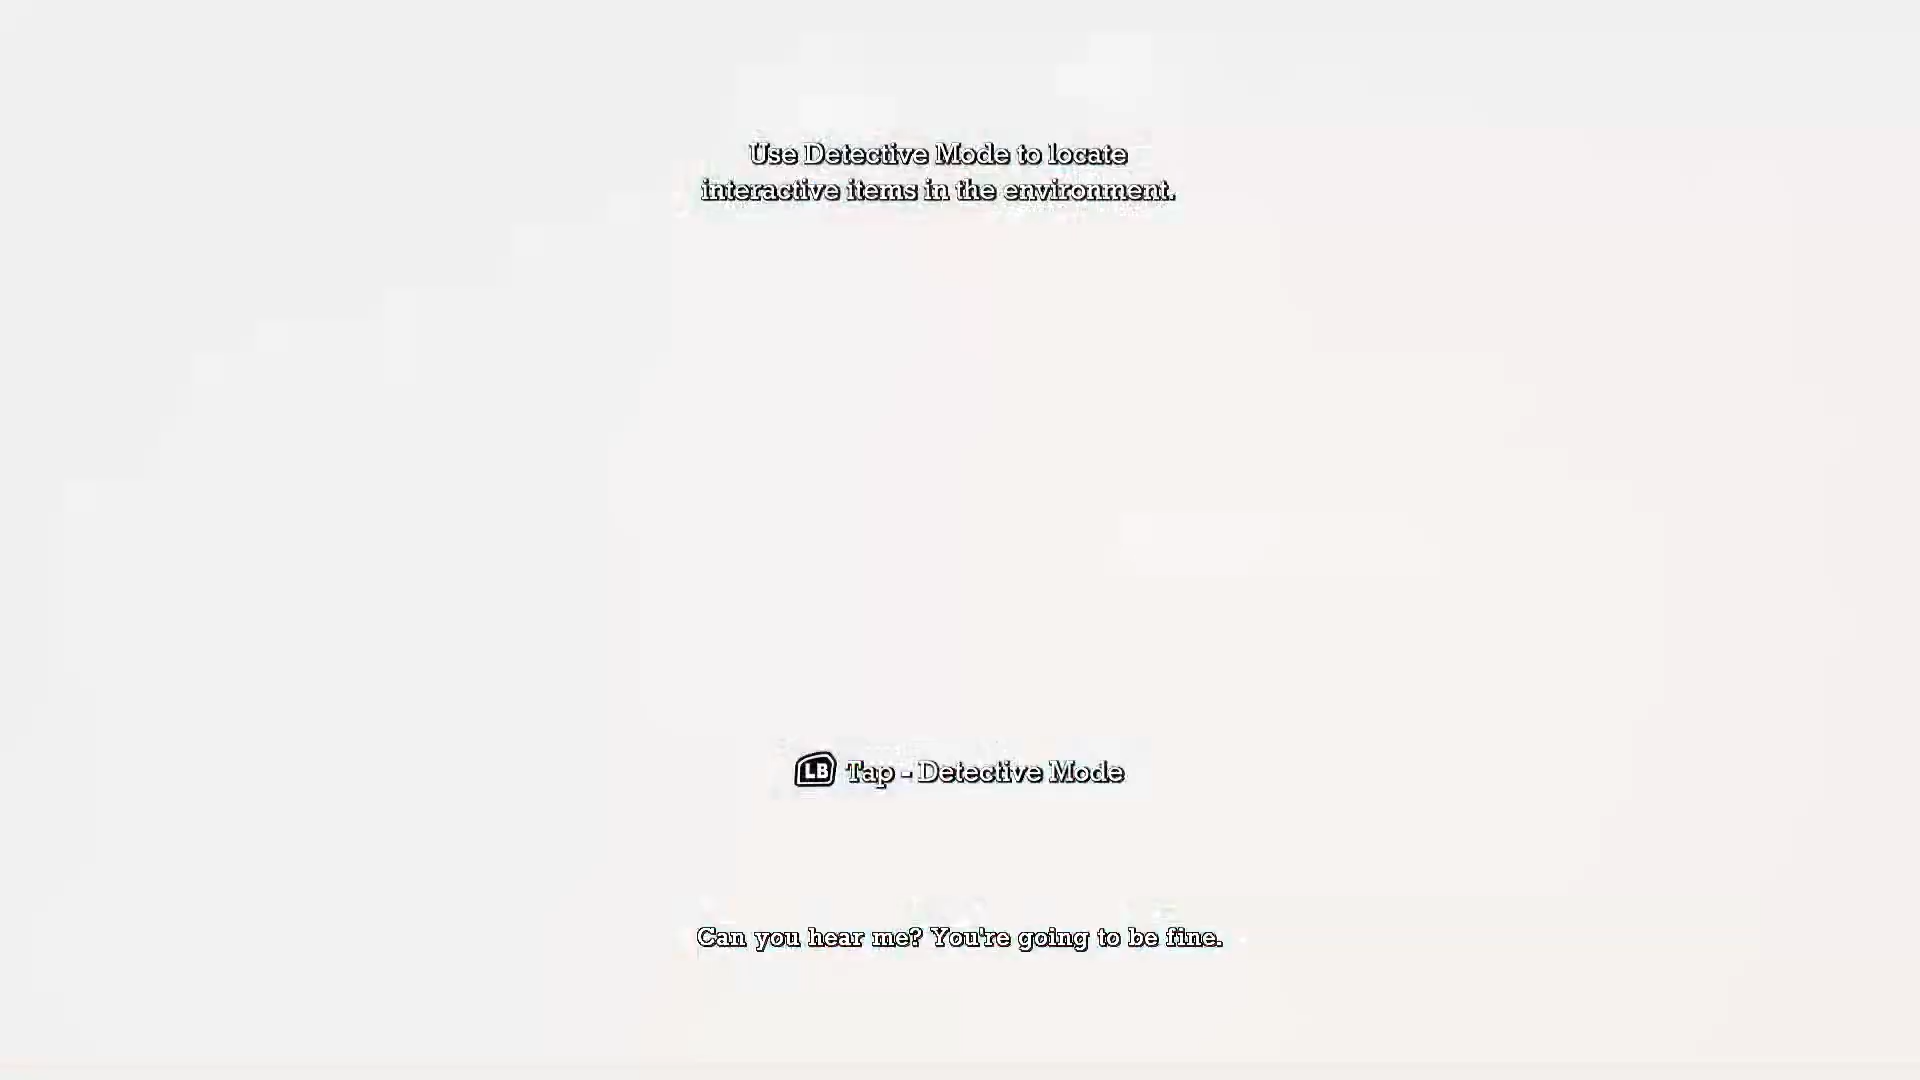 Use Detective Mode to locate
interactive items in the environment.
LB Tap - Detective Mode
Can you hear me? You're going to be fine.